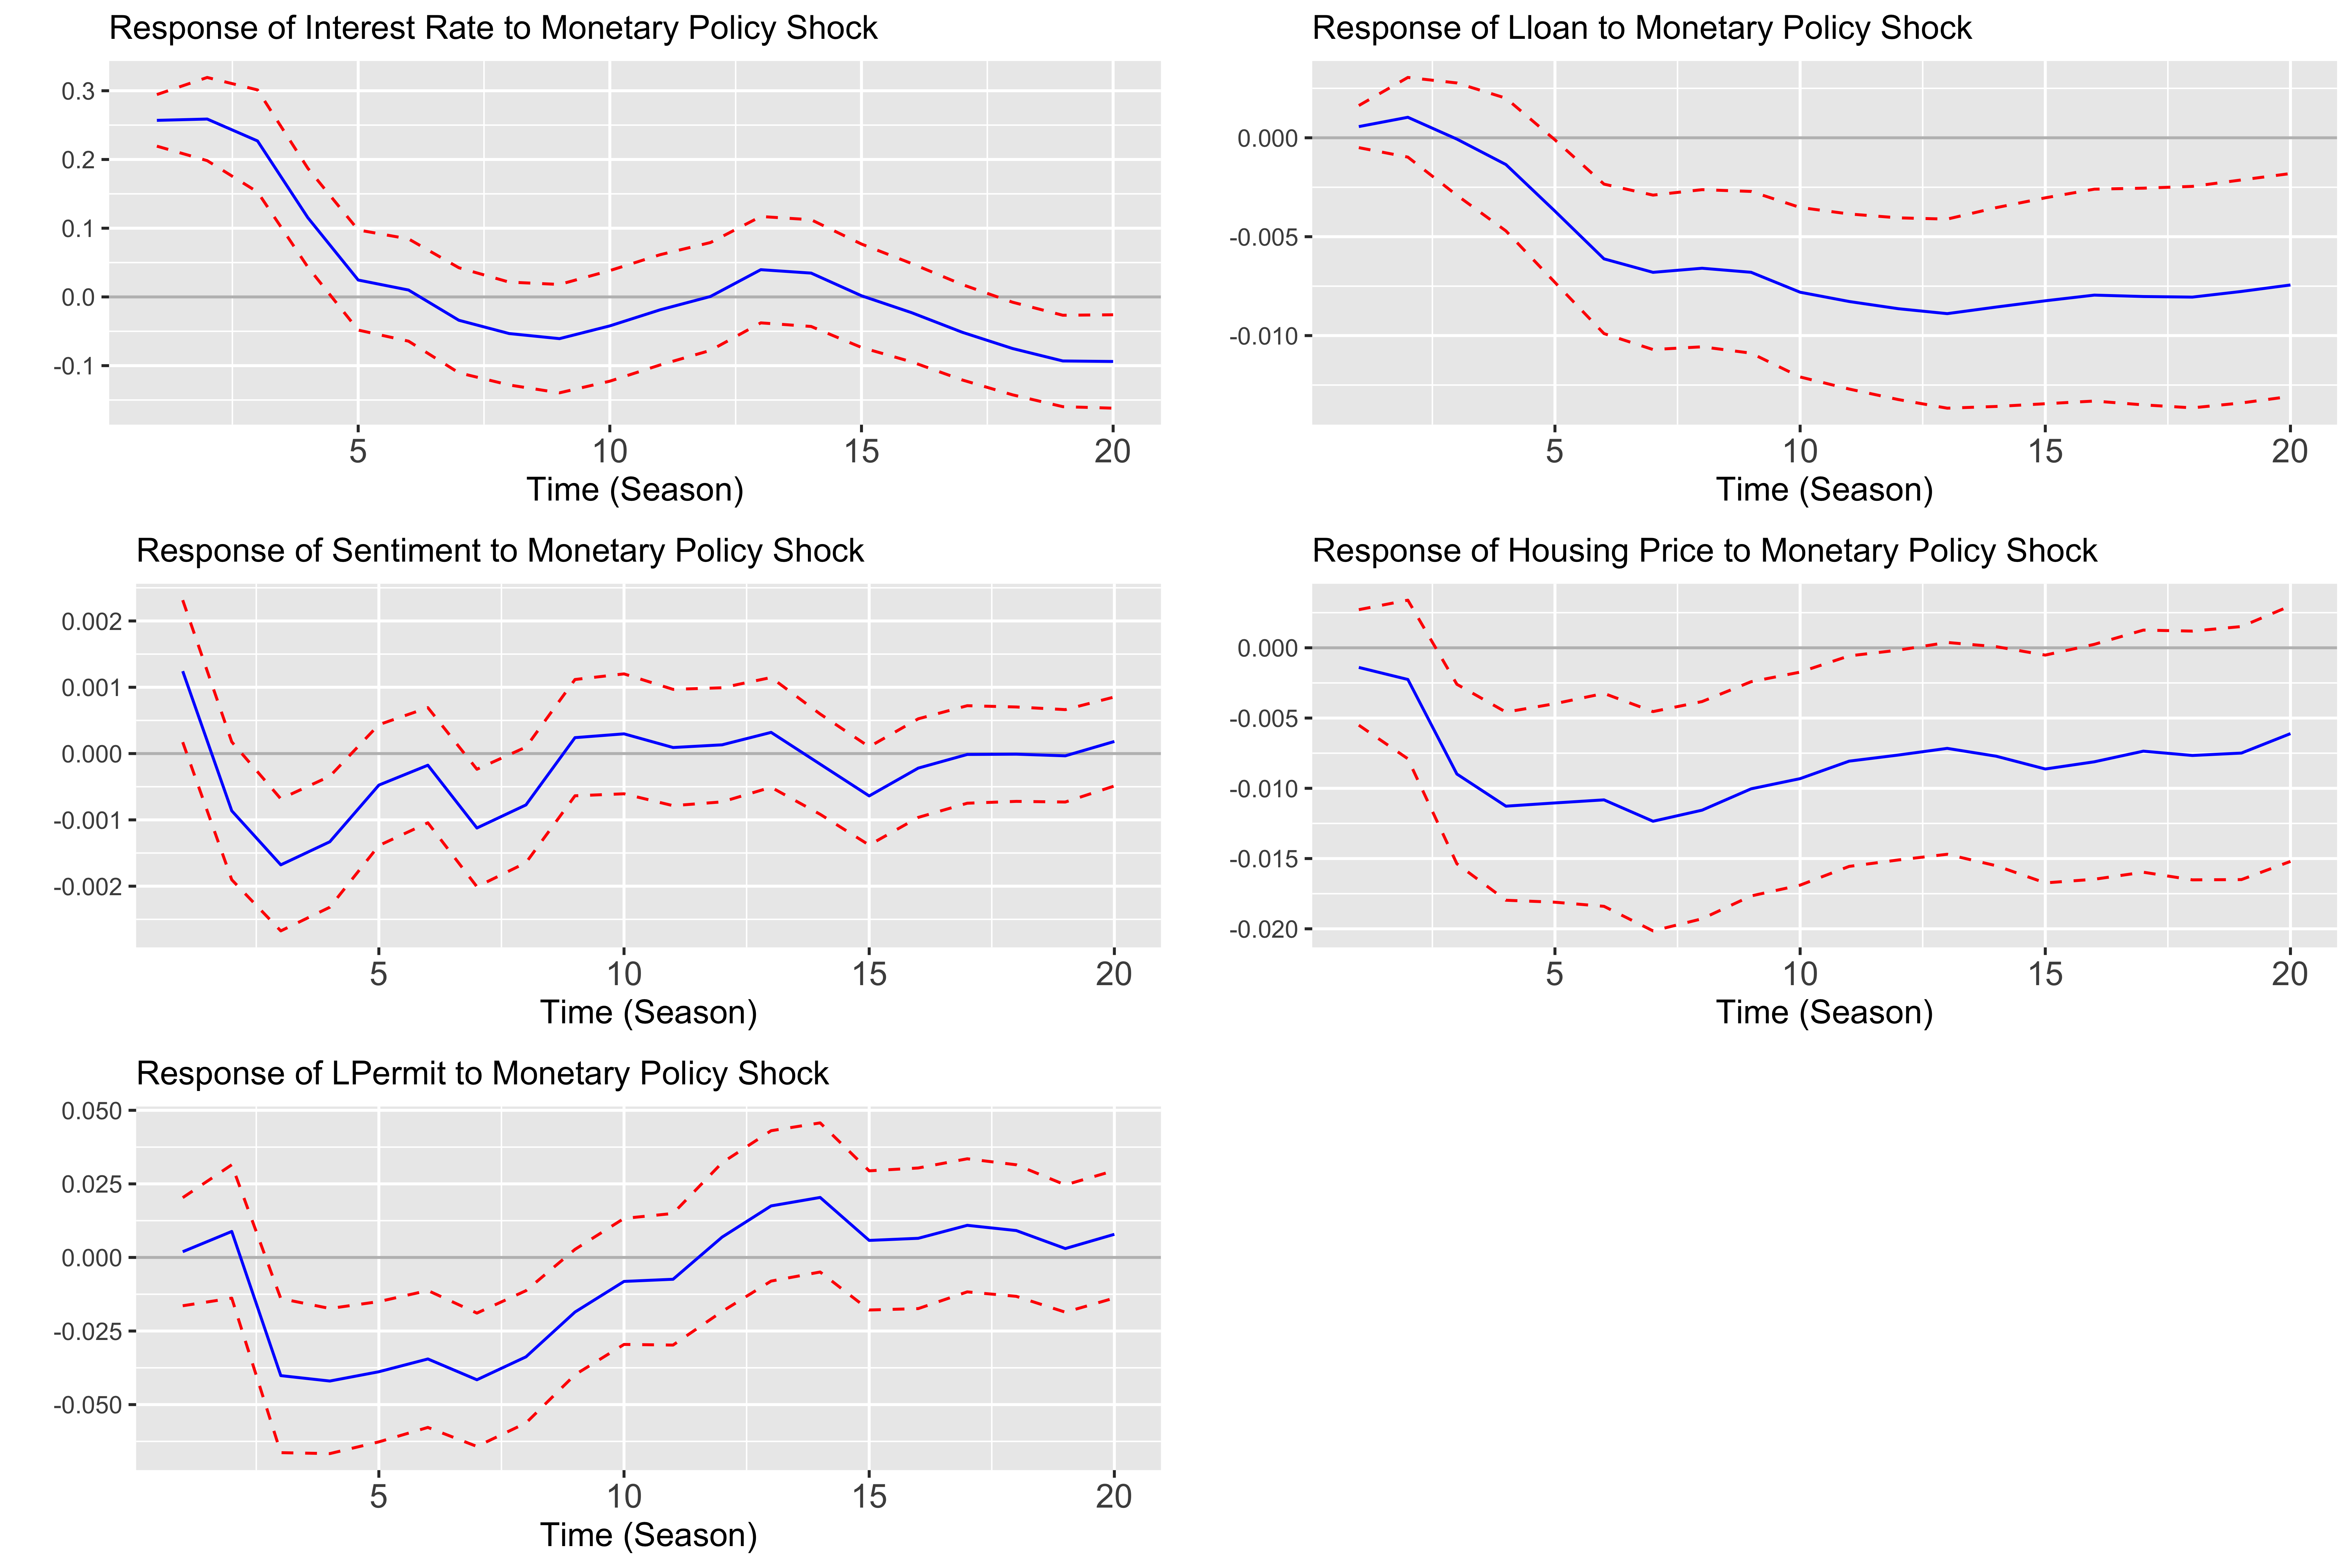 Response of Interest Rate to Monetary Policy Shock
0.3
0.2
0.1
0.0
-0.1
5 10 15 20
Time (Season)
Response of Lloan to Monetary Policy Shock
0.000
-0.005
-0.010
5 10 15 20
Time (Season)
Response of Sentiment to Monetary Policy Shock
0.002
0.001
0.000
-0.001
-0.002
5 10 15 20
Time (Season)
Response of Housing Price to Monetary Policy Shock
0.000
-0.005
-0.010
-0.015
-0.020
5 10 15 20
Time (Season)
Response of LPermit to Monetary Policy Shock
0.050
0.025
0.000
-0.025
-0.050
5 10 15 20
Time (Season)